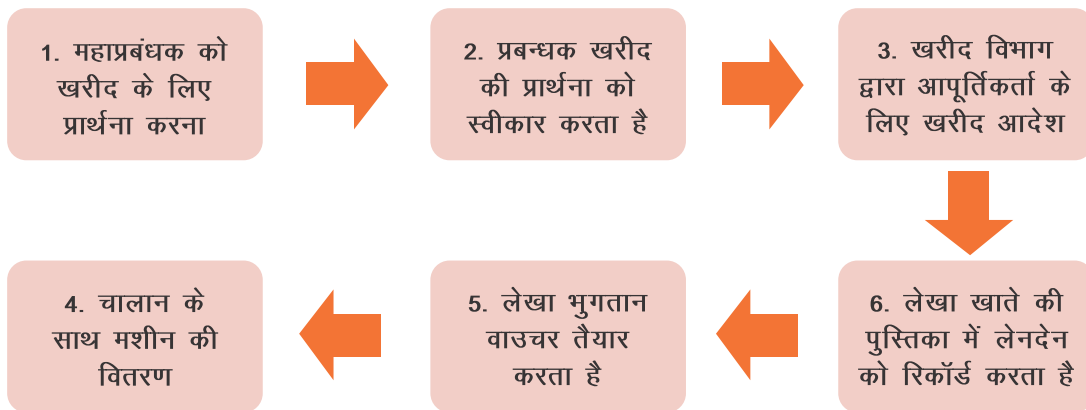 1. महाप्रबंधक को
खरीद के लिए
प्रार्थना करना
2. प्रबन्धक खरीद
की प्रार्थना को
स्वीकार करता है
3. खरीद विभाग
द्वारा आपूर्तिकर्ता के
लिए खरीद आदेश
4. चालान के
साथ मशीन की
वितरण
5. लेखा भुगतान
वाउचर तैयार
करता है
6. लेखा खाते की
पुस्तिका में लेनदेन
को रिकॉर्ड करता है